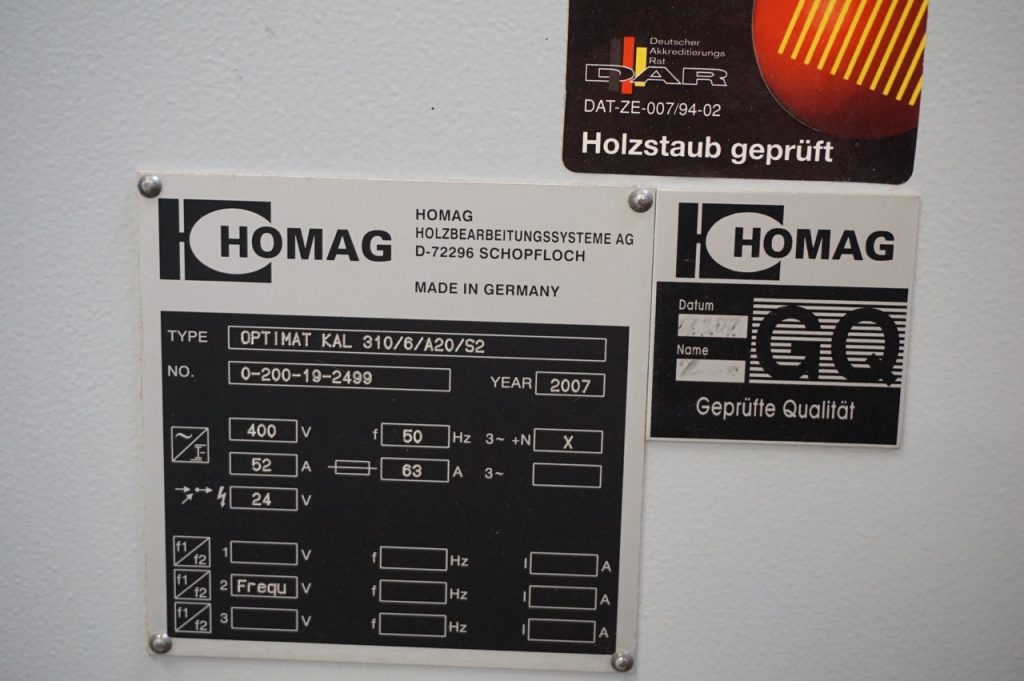 Deutscher
Akkreditierungs
Rat
DAR
DAT-ZE-007/94-02
Holzstaub geprüft
HOMAG
HOMAG
HOLZBEARBEITUNGSSYSTEME AG
D-72296 SCHOPFLOCH
MADE IN GERMANY
TYPE OPTIMAT KAL 310/6/A20/S2
NO. 0-200-19-2499 YEAR 2007
400 V f 50 Hz 3~ +N X
52 A 63 A 3~
24 V
f1/f2 1 V f Hz I A
f1/f2 2 Frequ V f Hz I A
f1/f2 3 V f Hz I A
HOMAG
Datum
Name
GQ
Geprüfte Qualität